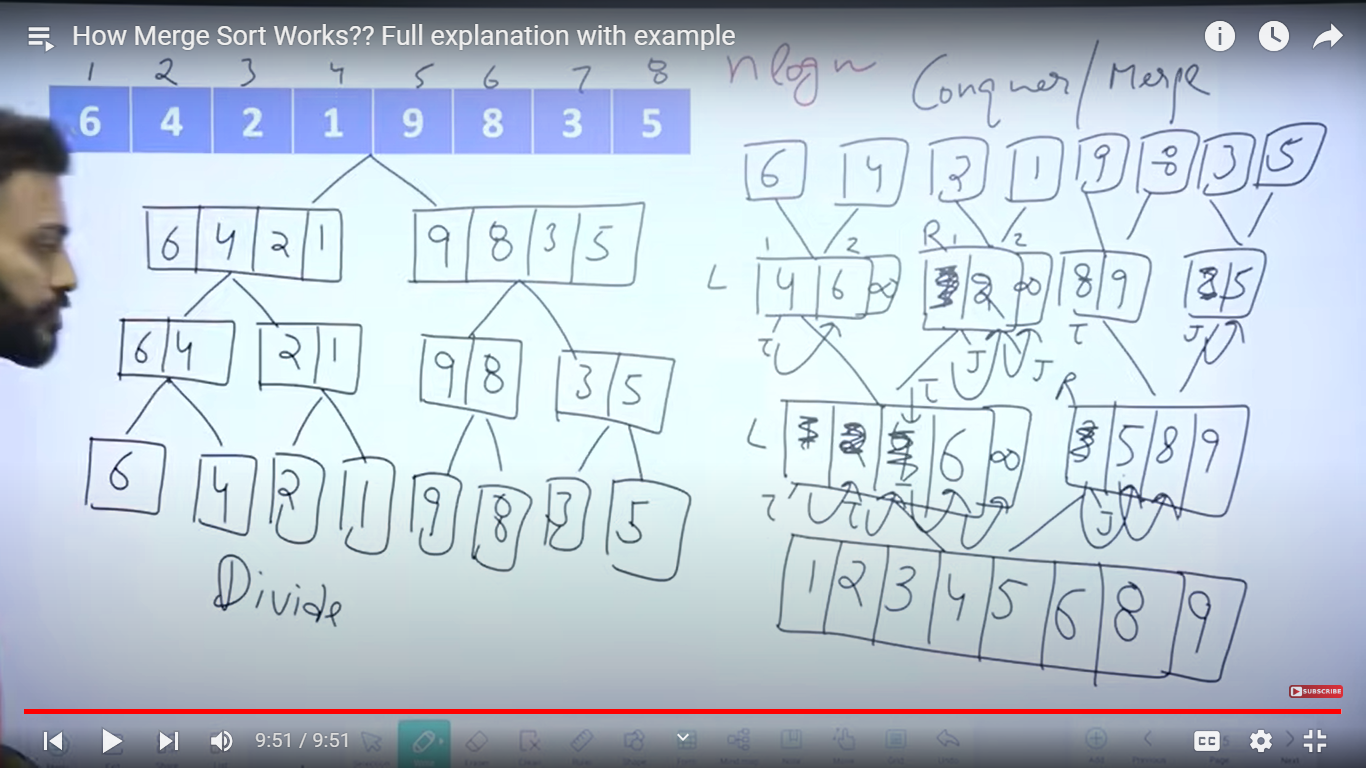 How Merge Sort Works?? Full explanation with example
1 2 3 4 5 6 7 8
6 4 2 1 9 8 3 5
6 4 2 1 9 8 3 5
6 4 2 1 9 8 3 5
6 4 2 1 9 8 3 5
Divide
nlogn Conquer/Merge
6 4 2 1 9 8 3 5
1 2 R 1 2
L 4 6 ∞ 2 ∞ 8 9 3 5
I J J I J
I R
L 2 6 ∞ 3 5 8 9
I I J
1 2 3 4 5 6 8 9
SUBSCRIBE
9:51 / 9:51
CC